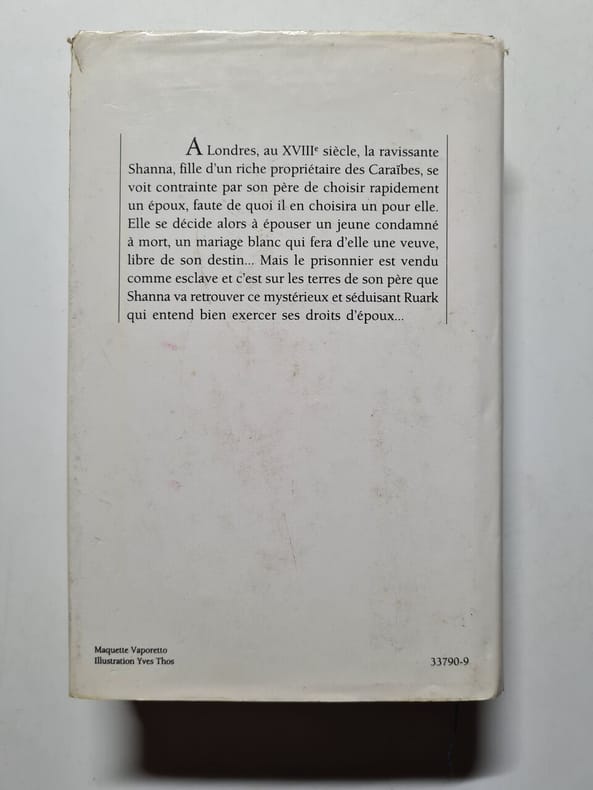 A Londres, au XVIIIe siècle, la ravissante
Shanna, fille d'un riche propriétaire des Caraïbes, se
voit contrainte par son père de choisir rapidement
un époux, faute de quoi il en choisira un pour elle.
Elle se décide alors à épouser un jeune condamné
à mort, un mariage blanc qui fera d'elle une veuve,
libre de son destin... Mais le prisonnier est vendu
comme esclave et c'est sur les terres de son père que
Shanna va retrouver ce mystérieux et séduisant Ruark
qui entend bien exercer ses droits d'époux...
Maquette Vaporetto
Illustration Yves Thos
33790-9